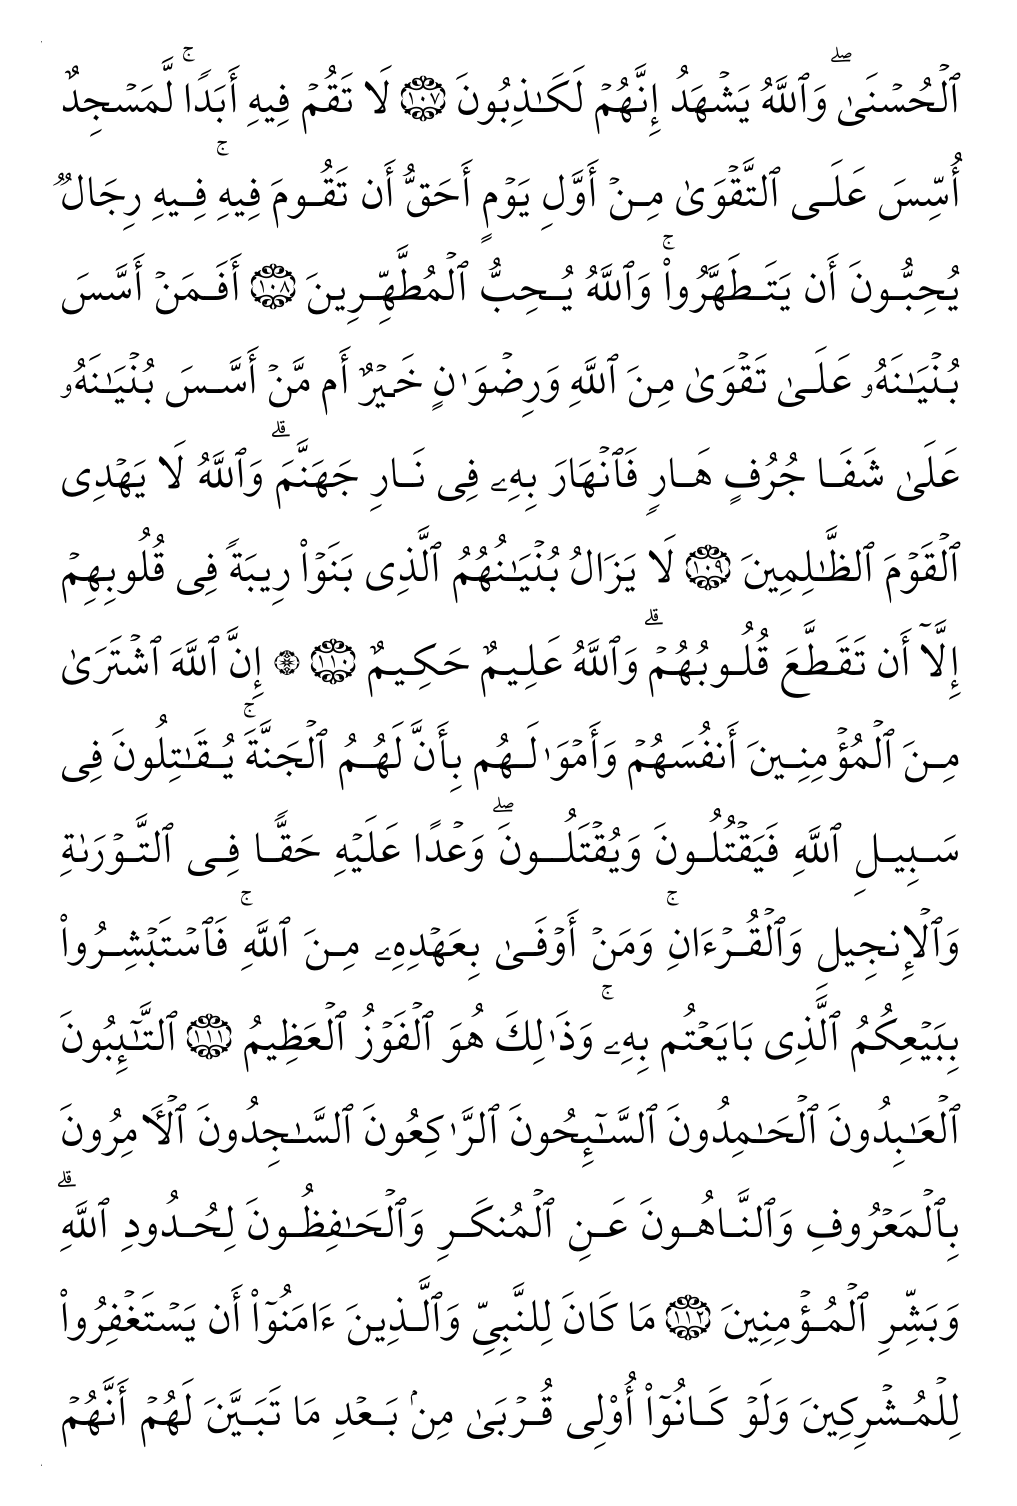 ٱلْحُسْنَىٰ ۖ وَٱللَّهُ يَشْهَدُ إِنَّهُمْ لَكَـٰذِبُونَ ١٠٧ لَا تَقُمْ فِيهِ أَبَدًا ۚ لَّمَسْجِدٌ
أُسِّسَ عَلَى ٱلتَّقْوَىٰ مِنْ أَوَّلِ يَوْمٍ أَحَقُّ أَن تَقُومَ فِيهِ ۚ فِيهِ رِجَالٌ
يُحِبُّونَ أَن يَتَطَهَّرُوا۟ ۚ وَٱللَّهُ يُحِبُّ ٱلْمُطَّهِّرِينَ ١٠٨ أَفَمَنْ أَسَّسَ
بُنْيَـٰنَهُۥ عَلَىٰ تَقْوَىٰ مِنَ ٱللَّهِ وَرِضْوَٰنٍ خَيْرٌ أَم مَّنْ أَسَّسَ بُنْيَـٰنَهُۥ
عَلَىٰ شَفَا جُرُفٍ هَارٍ فَٱنْهَارَ بِهِۦ فِى نَارِ جَهَنَّمَ ۗ وَٱللَّهُ لَا يَهْدِى
ٱلْقَوْمَ ٱلظَّـٰلِمِينَ ١٠٩ لَا يَزَالُ بُنْيَـٰنُهُمُ ٱلَّذِى بَنَوْا۟ رِيبَةً فِى قُلُوبِهِمْ
إِلَّآ أَن تَقَطَّعَ قُلُوبُهُمْ ۗ وَٱللَّهُ عَلِيمٌ حَكِيمٌ ١١٠ ۞ إِنَّ ٱللَّهَ ٱشْتَرَىٰ
مِنَ ٱلْمُؤْمِنِينَ أَنفُسَهُمْ وَأَمْوَٰلَهُم بِأَنَّ لَهُمُ ٱلْجَنَّةَ ۚ يُقَـٰتِلُونَ فِى
سَبِيلِ ٱللَّهِ فَيَقْتُلُونَ وَيُقْتَلُونَ ۖ وَعْدًا عَلَيْهِ حَقًّا فِى ٱلتَّوْرَىٰةِ
وَٱلْإِنجِيلِ وَٱلْقُرْءَانِ ۚ وَمَنْ أَوْفَىٰ بِعَهْدِهِۦ مِنَ ٱللَّهِ ۚ فَٱسْتَبْشِرُوا۟
بِبَيْعِكُمُ ٱلَّذِى بَايَعْتُم بِهِۦ ۚ وَذَٰلِكَ هُوَ ٱلْفَوْزُ ٱلْعَظِيمُ ١١١ ٱلتَّـٰٓئِبُونَ
ٱلْعَـٰبِدُونَ ٱلْحَـٰمِدُونَ ٱلسَّـٰٓئِحُونَ ٱلرَّٰكِعُونَ ٱلسَّـٰجِدُونَ ٱلْـَٔامِرُونَ
بِٱلْمَعْرُوفِ وَٱلنَّاهُونَ عَنِ ٱلْمُنكَرِ وَٱلْحَـٰفِظُونَ لِحُدُودِ ٱللَّهِ ۗ
وَبَشِّرِ ٱلْمُؤْمِنِينَ ١١٢ مَا كَانَ لِلنَّبِىِّ وَٱلَّذِينَ ءَامَنُوٓا۟ أَن يَسْتَغْفِرُوا۟
لِلْمُشْرِكِينَ وَلَوْ كَانُوٓا۟ أُو۟لِى قُرْبَىٰ مِنۢ بَعْدِ مَا تَبَيَّنَ لَهُمْ أَنَّهُمْ